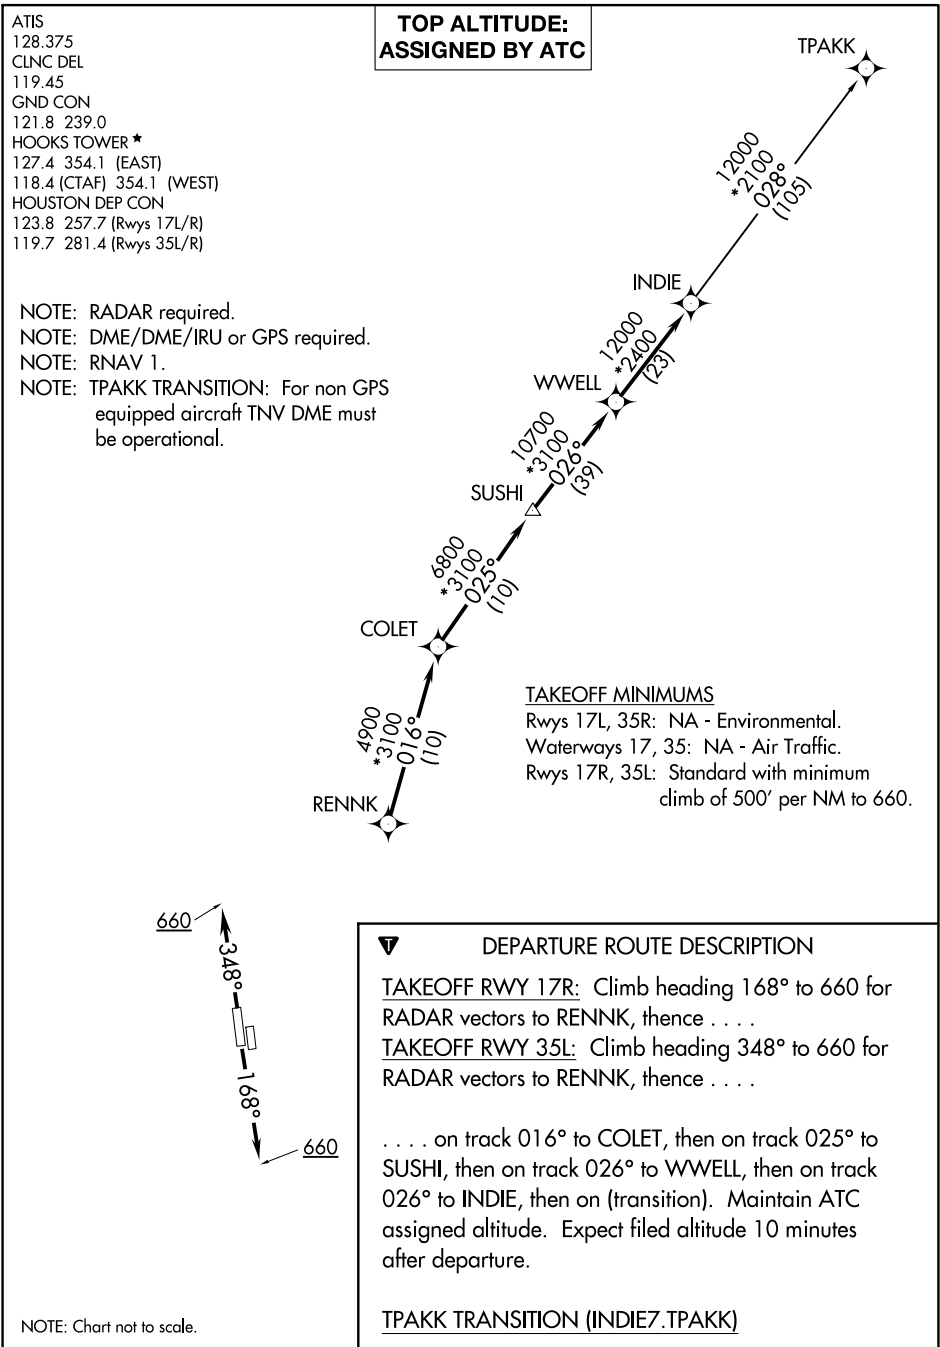 ATIS
128.375
CLNC DEL
119.45
GND CON
121.8 239.0
HOOKS TOWER ★
127.4 354.1 (EAST)
118.4 (CTAF) 354.1 (WEST)
HOUSTON DEP CON
123.8 257.7 (Rwys 17L/R)
119.7 281.4 (Rwys 35L/R)
TOP ALTITUDE:
ASSIGNED BY ATC
NOTE: RADAR required.
NOTE: DME/DME/IRU or GPS required.
NOTE: RNAV 1.
NOTE: TPAKK TRANSITION: For non GPS
equipped aircraft TNV DME must
be operational.
TPAKK
12000
*2100
028°
(105)
INDIE
12000
*2400
(23)
WWELL
10700
*3100
026°
(39)
SUSHI
6800
*3100
025°
(10)
COLET
4900
*3100
016°
(10)
RENNK
TAKEOFF MINIMUMS
Rwys 17L, 35R: NA - Environmental.
Waterways 17, 35: NA - Air Traffic.
Rwys 17R, 35L: Standard with minimum
climb of 500' per NM to 660.
660
348°
168°
660
T
DEPARTURE ROUTE DESCRIPTION
TAKEOFF RWY 17R: Climb heading 168° to 660 for
RADAR vectors to RENNK, thence . . . .
TAKEOFF RWY 35L: Climb heading 348° to 660 for
RADAR vectors to RENNK, thence . . . .
. . . . on track 016° to COLET, then on track 025° to
SUSHI, then on track 026° to WWELL, then on track
026° to INDIE, then on (transition). Maintain ATC
assigned altitude. Expect filed altitude 10 minutes
after departure.
TPAKK TRANSITION (INDIE7.TPAKK)
NOTE: Chart not to scale.